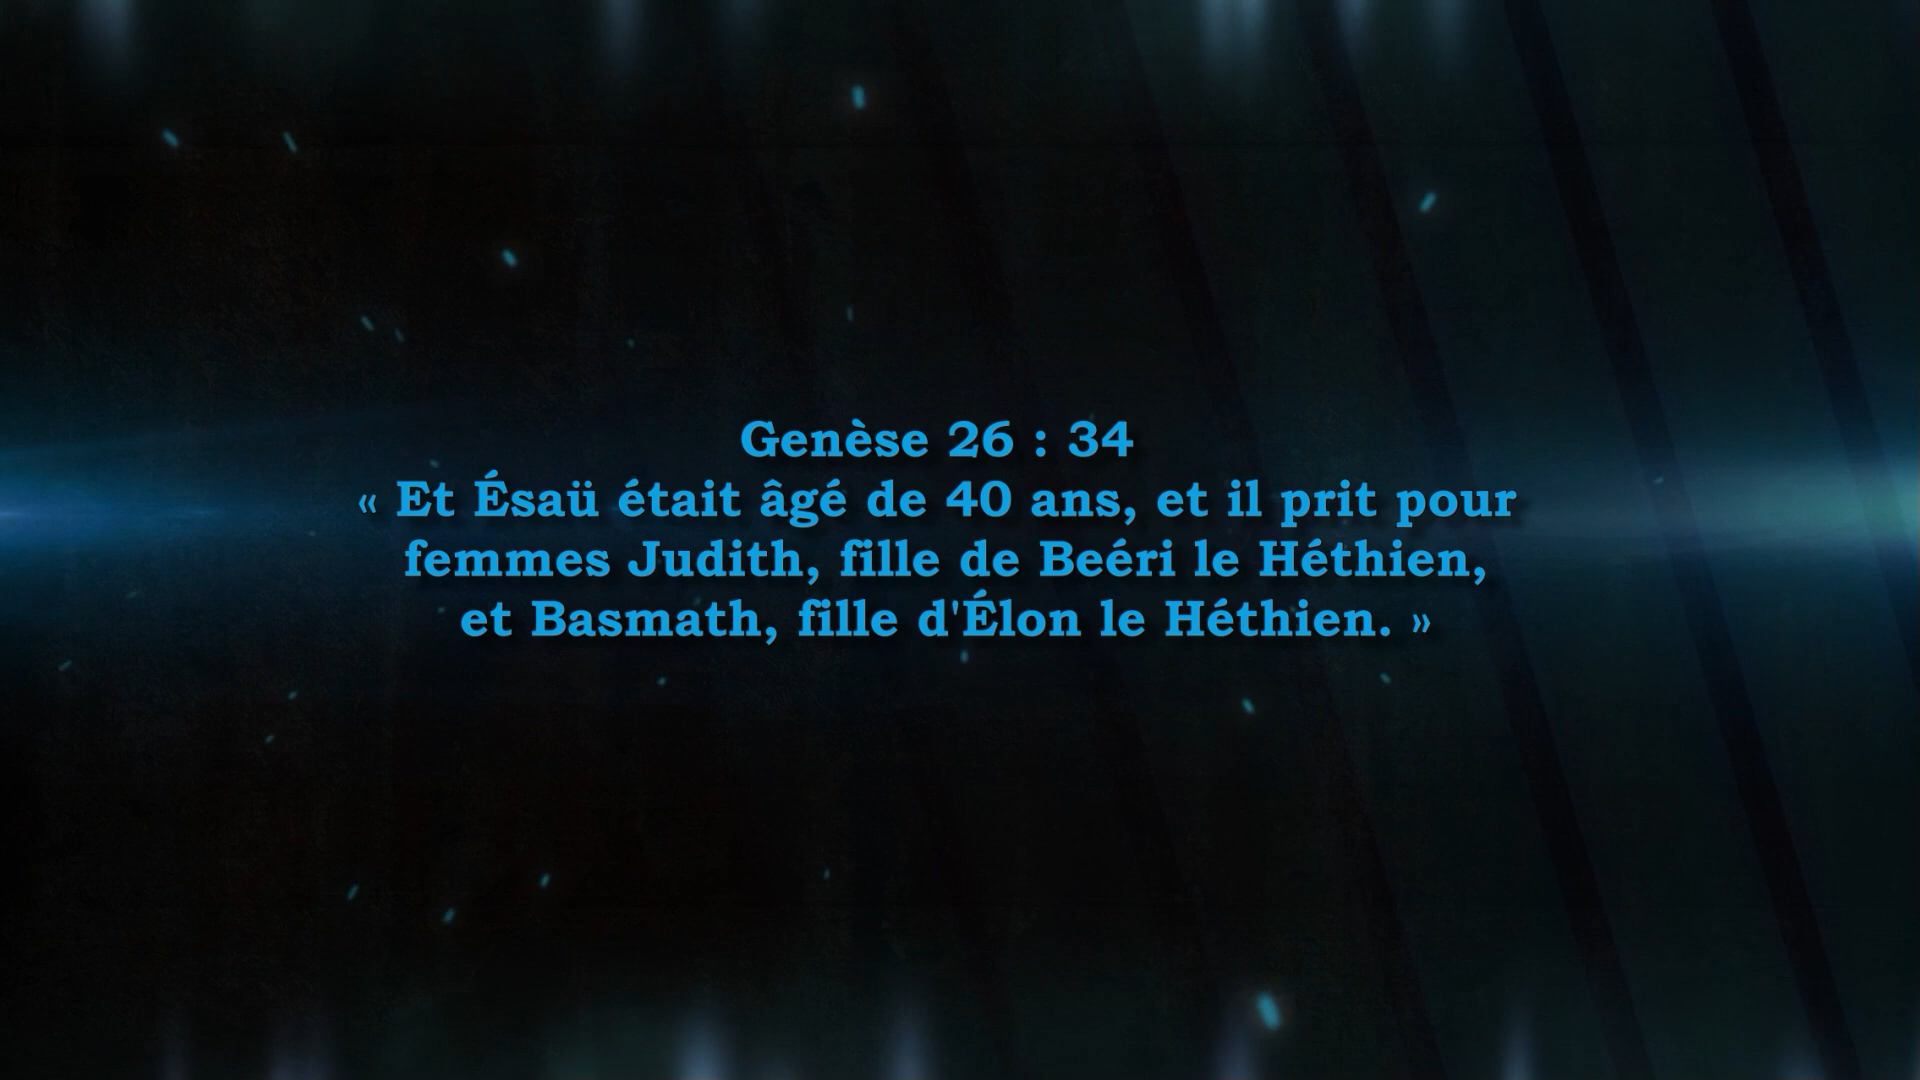 Genèse 26 : 34
« Et Ésaü était âgé de 40 ans, et il prit pour
femmes Judith, fille de Beéri le Héthien,
et Basmath, fille d'Élon le Héthien. »